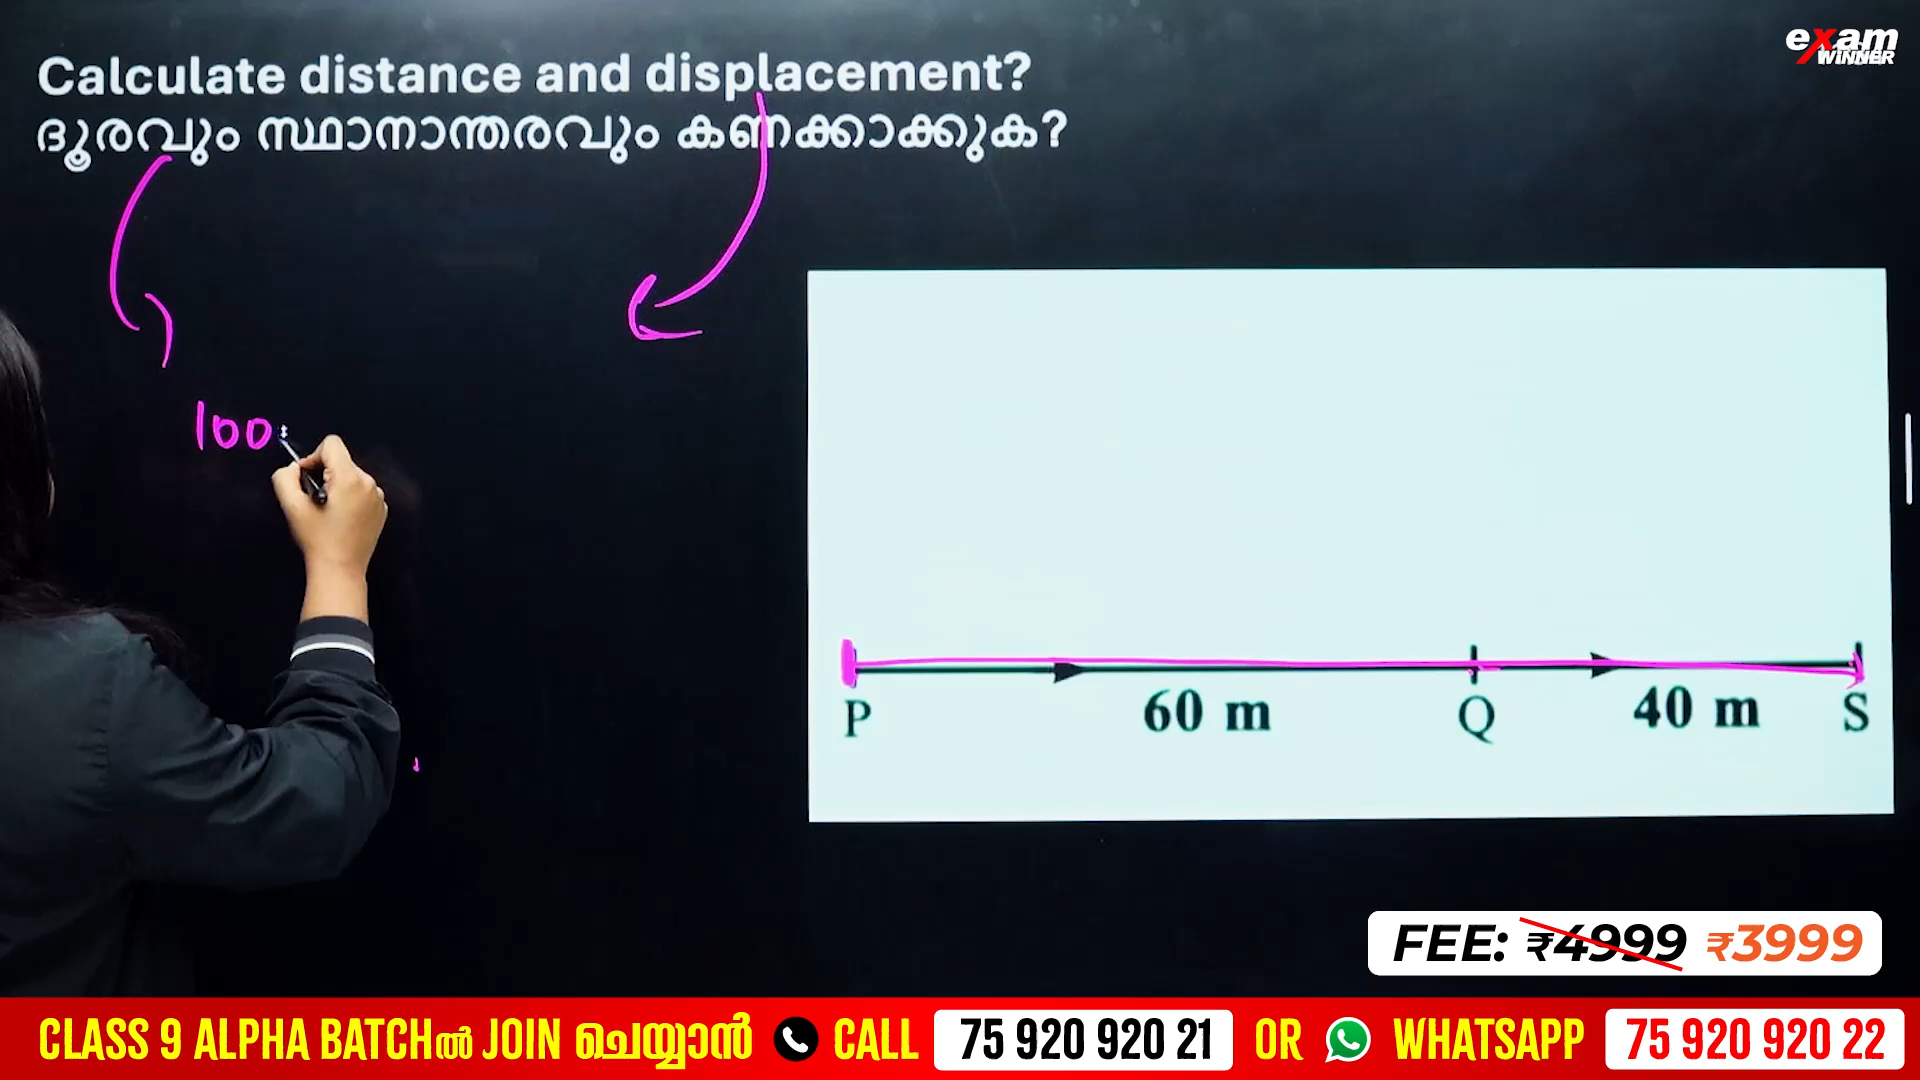 exam
WINNER
Calculate distance and displacement?
ദൂരവും സ്ഥാനാന്തരവും കണക്കാക്കുക?
100
P 60 m Q 40 m S
FEE: ₹4999 ₹3999
CLASS 9 ALPHA BATCHൽ JOIN ചെയ്യാൻ CALL 75 920 920 21 OR WHATSAPP 75 920 920 22